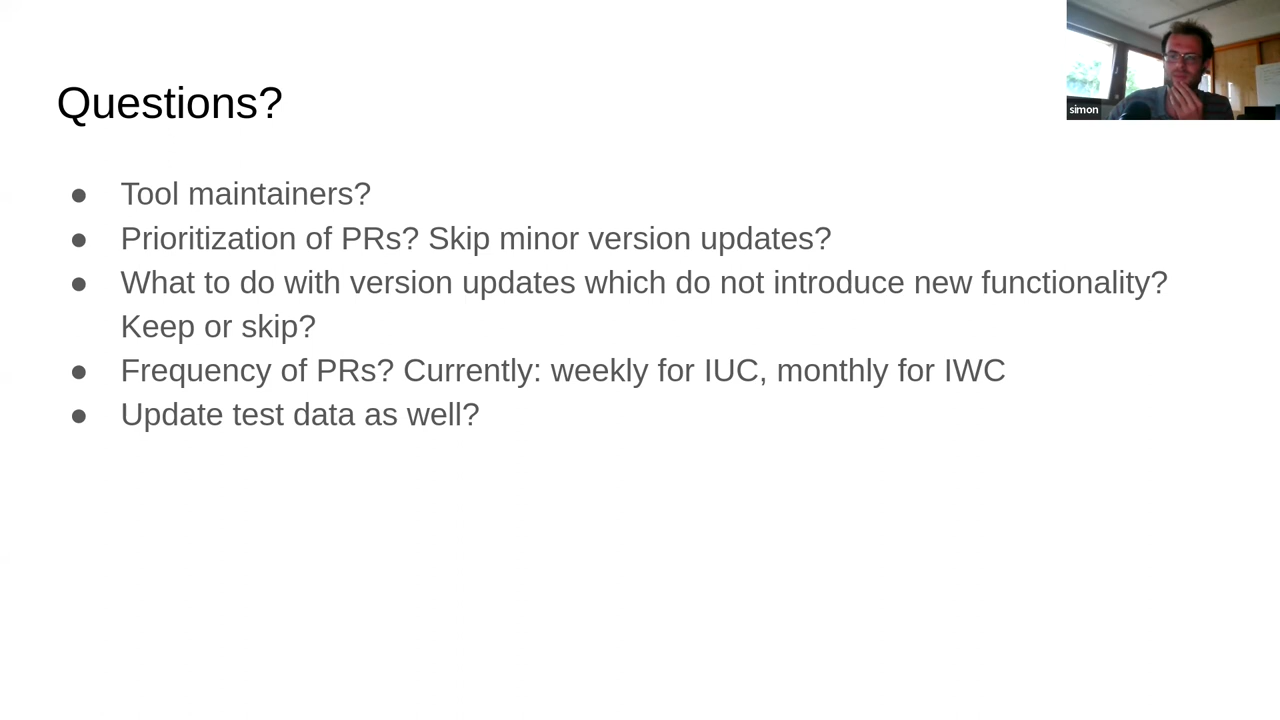 Questions?
simon
● Tool maintainers?
● Prioritization of PRs? Skip minor version updates?
● What to do with version updates which do not introduce new functionality?
Keep or skip?
● Frequency of PRs? Currently: weekly for IUC, monthly for IWC
● Update test data as well?